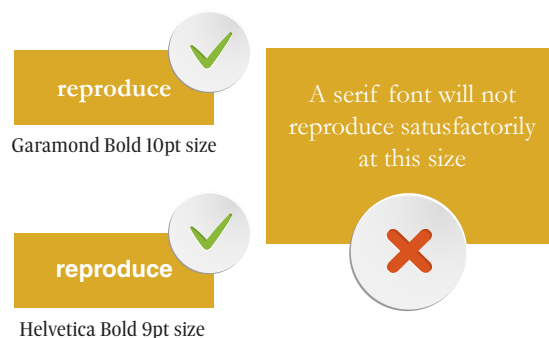 reproduce
Garamond Bold 10pt size
reproduce
Helvetica Bold 9pt size
A serif font will not
reproduce satusfactorily
at this size